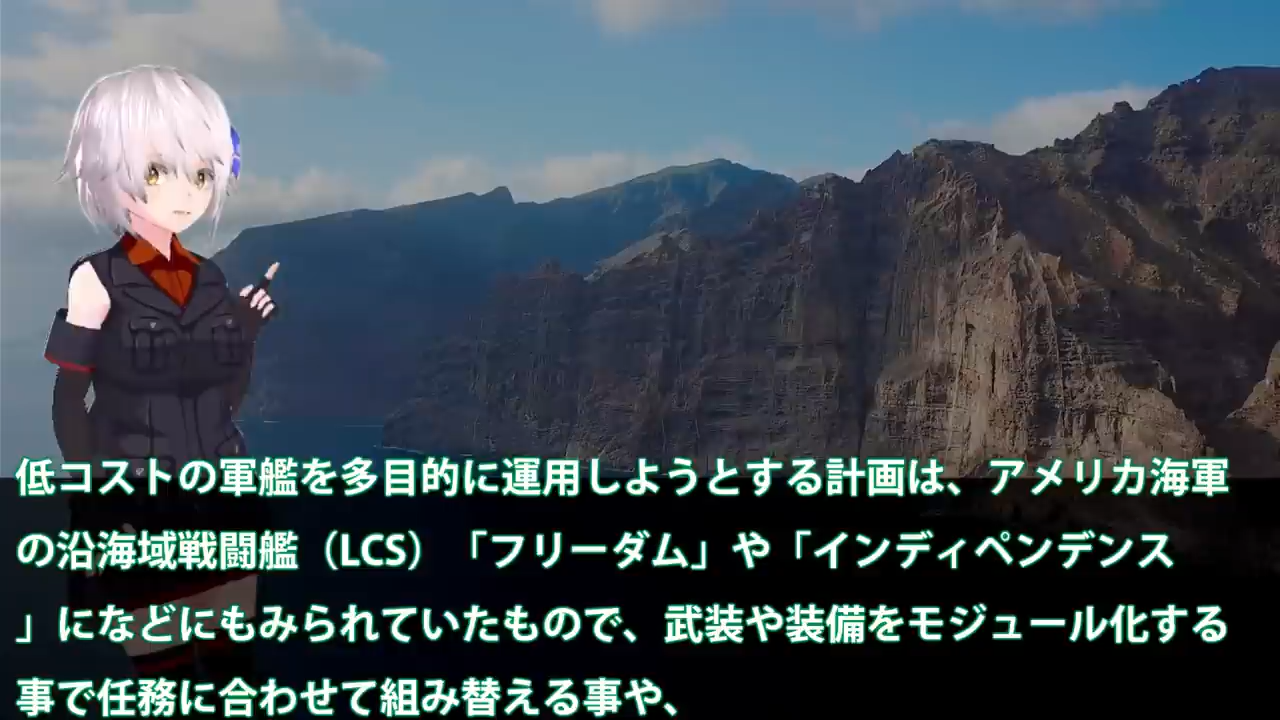 低コストの軍艦を多目的に運用しようとする計画は、アメリカ海軍
の沿海域戦闘艦（LCS）「フリーダム」や「インディペンデンス
」になどにもみられていたもので、武装や装備をモジュール化する
事で任務に合わせて組み替える事や、